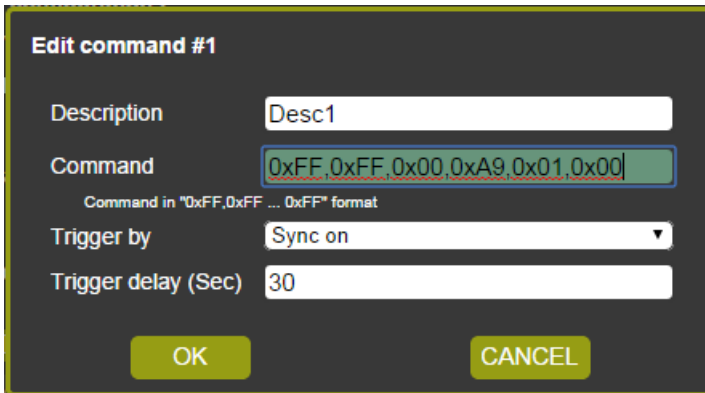 Edit command #1
Description Desc1
Command 0xFF,0xFF,0x00,0xA9,0x01,0x00
Command in "0xFF,0xFF ... 0xFF" format
Trigger by Sync on
Trigger delay (Sec) 30
OK CANCEL